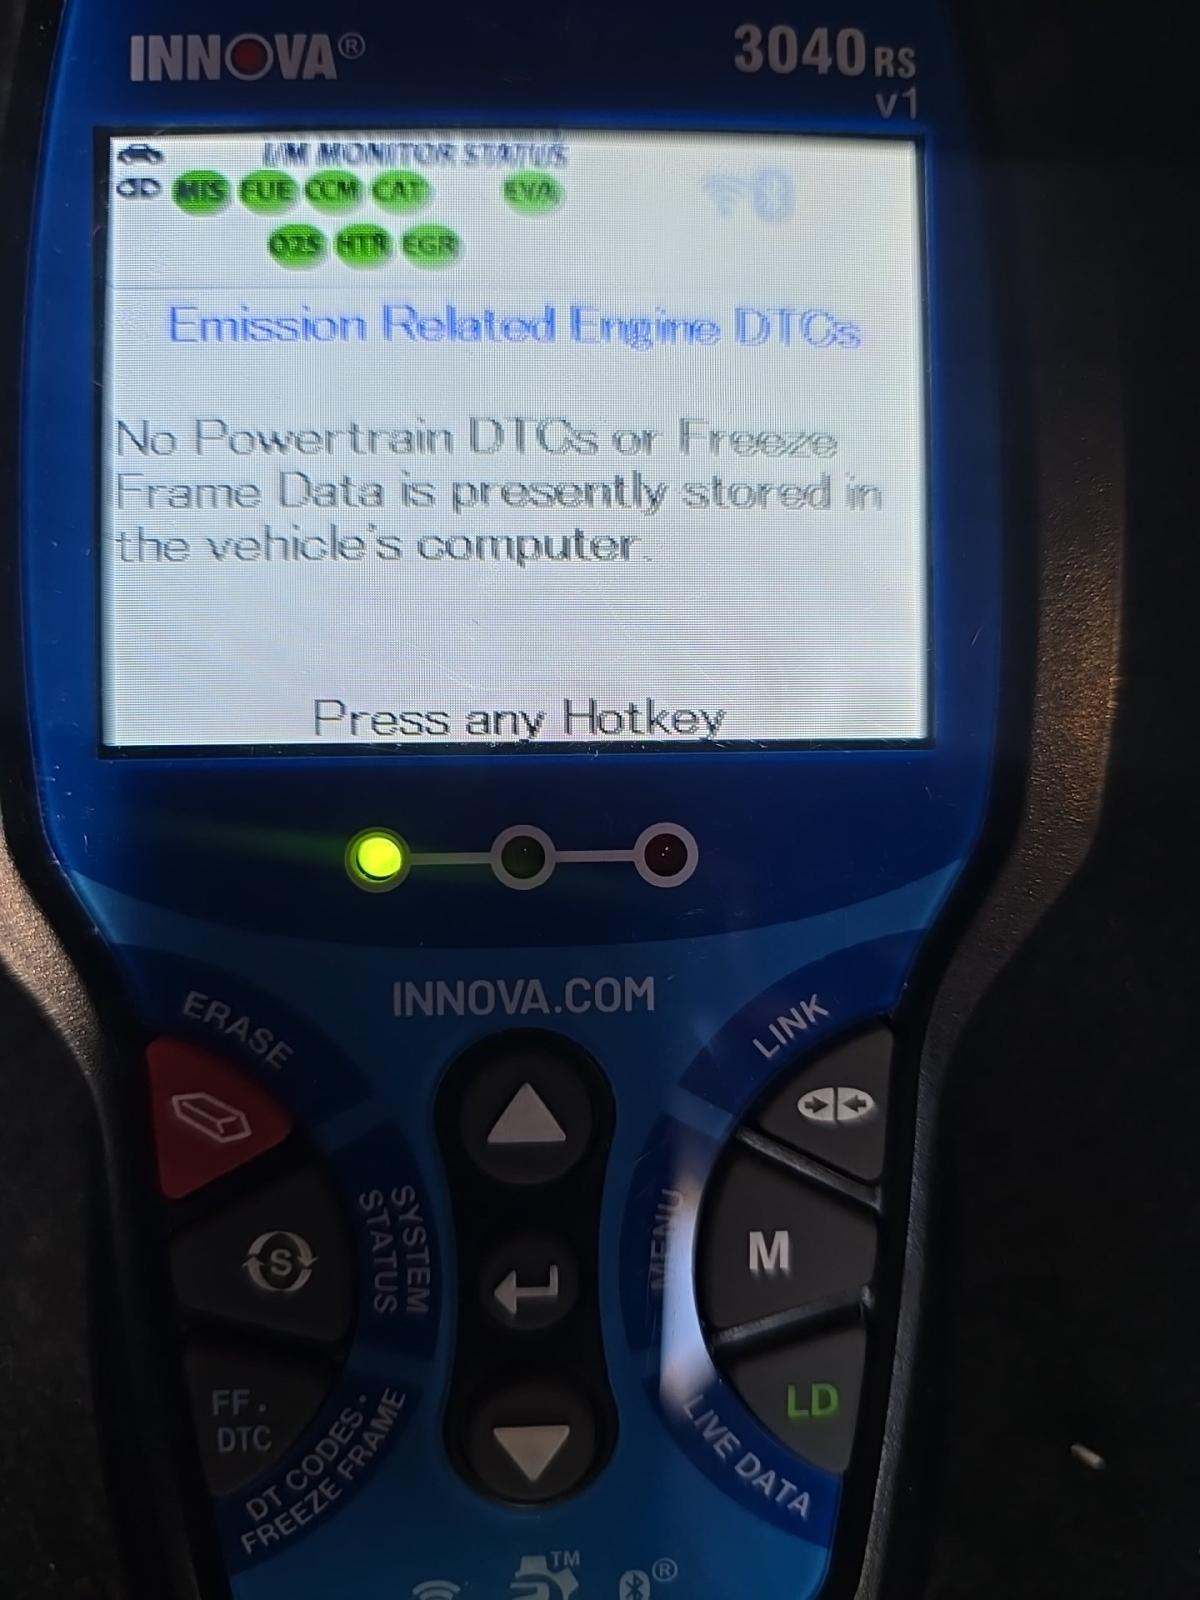 INNOVA®
3040RS
v1
I/M MONITOR STATUS
MIS FUE CCM CAT EVA
O2S HTR EGR
Emission Related Engine DTCs
No Powertrain DTCs or Freeze
Frame Data is presently stored in
the vehicle's computer.
Press any Hotkey
INNOVA.COM
ERASE
LINK
S
SYSTEM
STATUS
MENU
M
FF.
DTC
DT CODES •
FREEZE FRAME
LD
LIVE DATA
TM
®